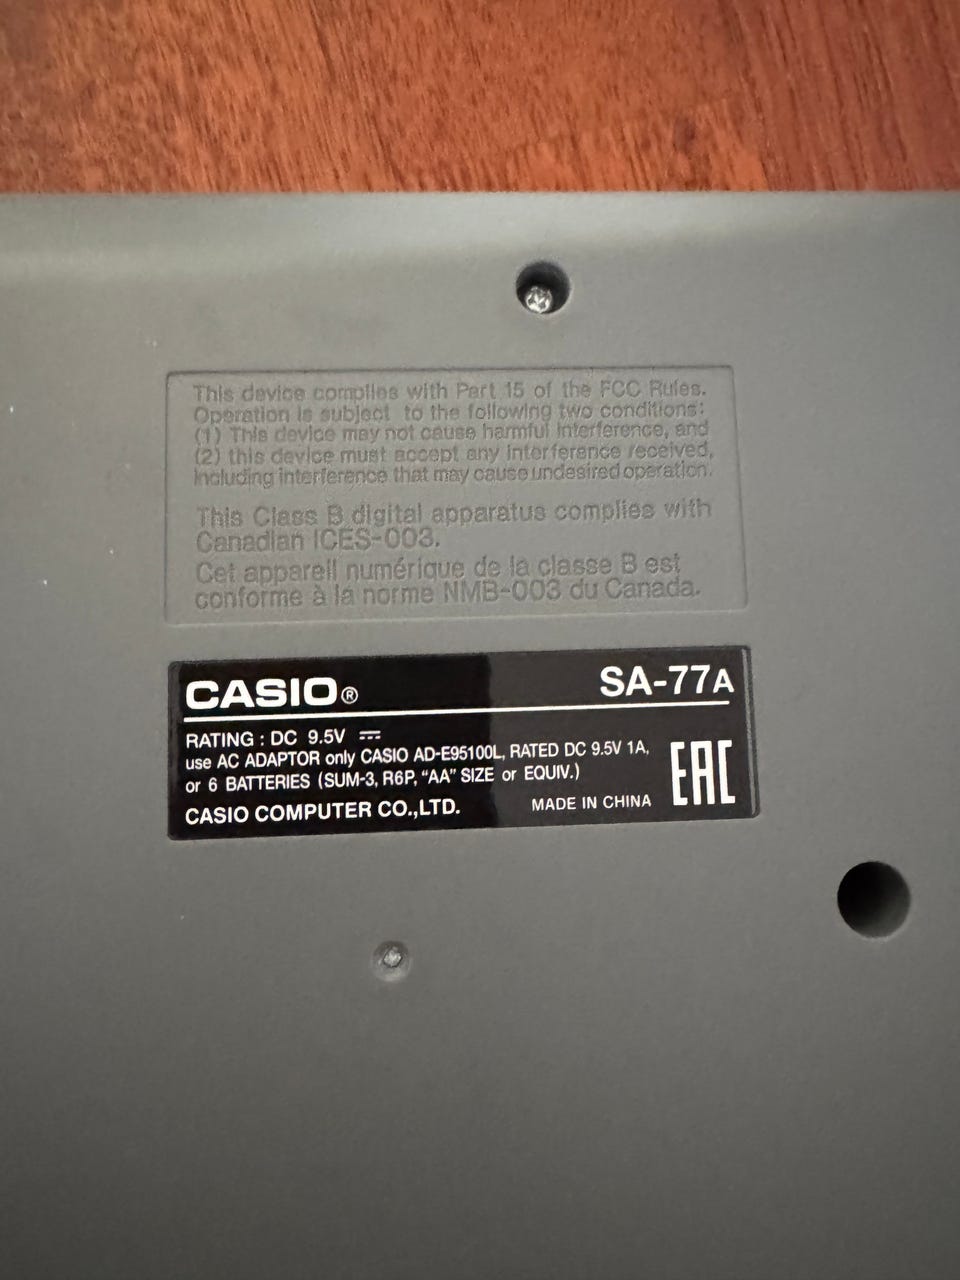 This device complies with Part 15 of the FCC Rules.
Operation is subject to the following two conditions:
(1) This device may not cause harmful interference, and
(2) this device must accept any interference received,
including interference that may cause undesired operation.
This Class B digital apparatus complies with
Canadian ICES-003.
Cet appareil numérique de la classe B est
conforme à la norme NMB-003 du Canada.
CASIO® SA-77A
RATING : DC 9.5V ⎓
use AC ADAPTOR only CASIO AD-E95100L, RATED DC 9.5V 1A,
or 6 BATTERIES (SUM-3, R6P, “AA” SIZE or EQUIV.)
EAC
CASIO COMPUTER CO.,LTD. MADE IN CHINA